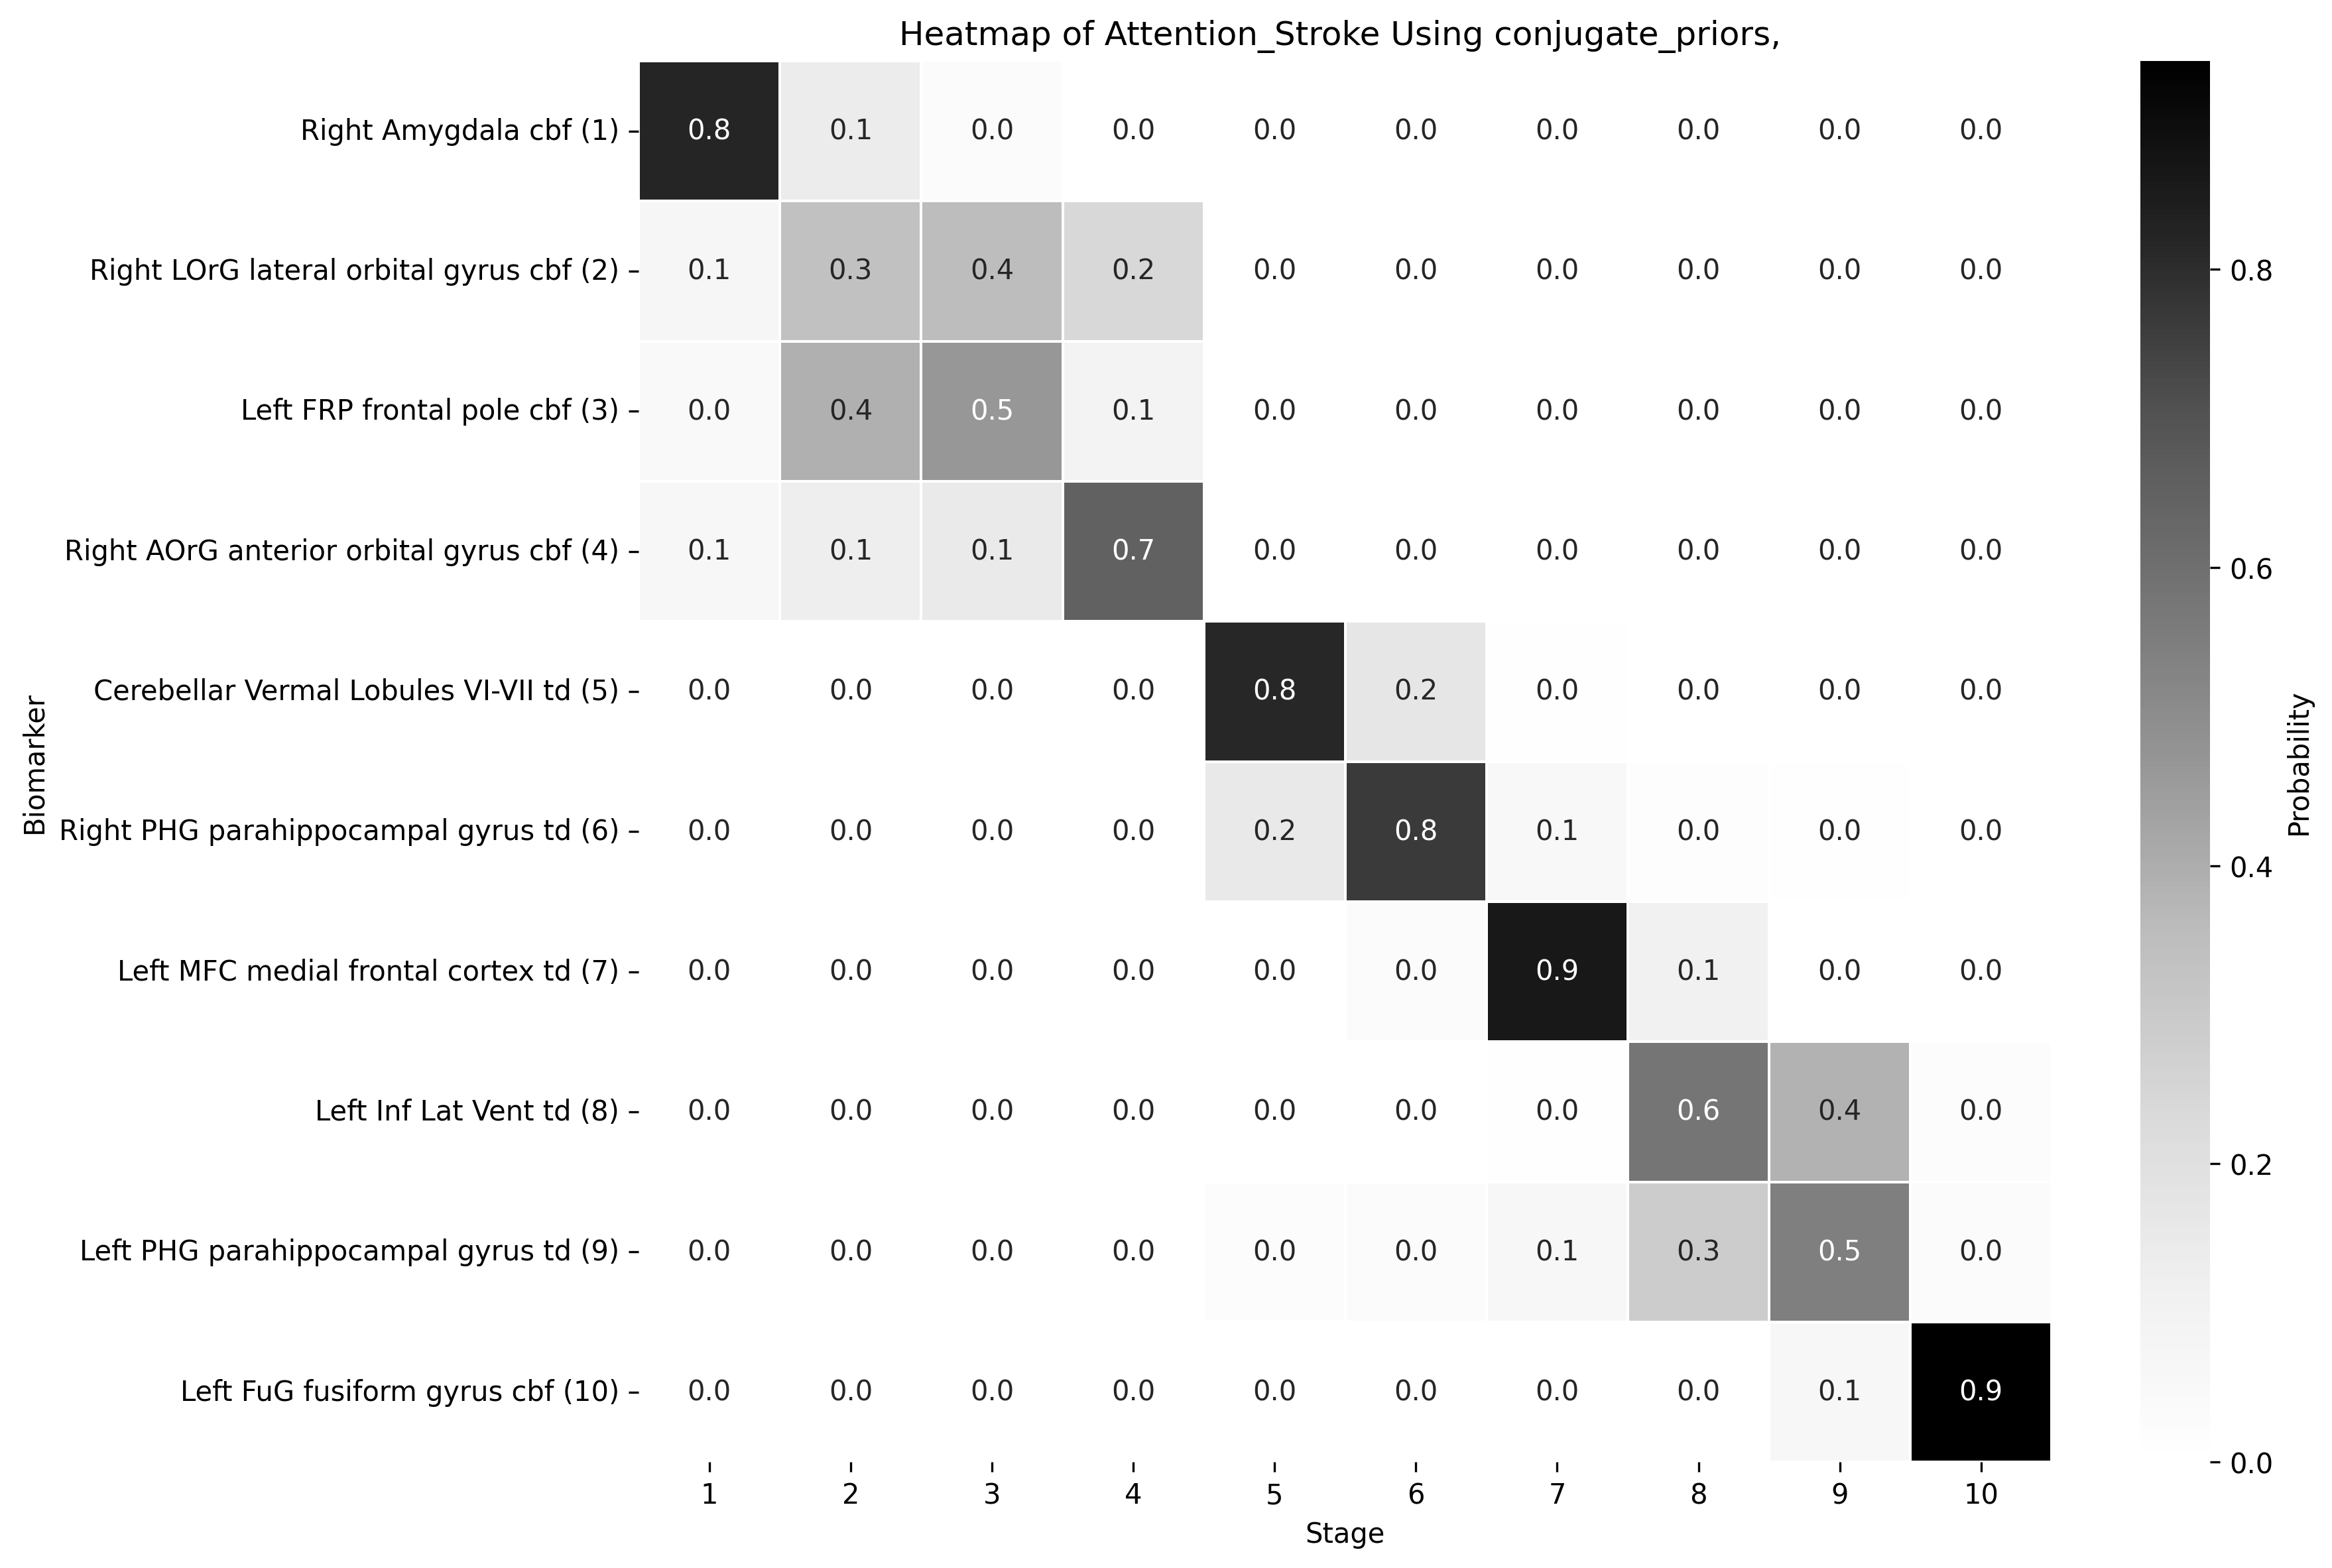 Heatmap of Attention_Stroke Using conjugate_priors,
Right Amygdala cbf (1) 0.8 0.1 0.0 0.0 0.0 0.0 0.0 0.0 0.0 0.0
Right LOrG lateral orbital gyrus cbf (2) 0.1 0.3 0.4 0.2 0.0 0.0 0.0 0.0 0.0 0.0
Left FRP frontal pole cbf (3) 0.0 0.4 0.5 0.1 0.0 0.0 0.0 0.0 0.0 0.0
Right AOrG anterior orbital gyrus cbf (4) 0.1 0.1 0.1 0.7 0.0 0.0 0.0 0.0 0.0 0.0
Cerebellar Vermal Lobules VI-VII td (5) 0.0 0.0 0.0 0.0 0.8 0.2 0.0 0.0 0.0 0.0
Right PHG parahippocampal gyrus td (6) 0.0 0.0 0.0 0.0 0.2 0.8 0.1 0.0 0.0 0.0
Left MFC medial frontal cortex td (7) 0.0 0.0 0.0 0.0 0.0 0.0 0.9 0.1 0.0 0.0
Left Inf Lat Vent td (8) 0.0 0.0 0.0 0.0 0.0 0.0 0.0 0.6 0.4 0.0
Left PHG parahippocampal gyrus td (9) 0.0 0.0 0.0 0.0 0.0 0.0 0.1 0.3 0.5 0.0
Left FuG fusiform gyrus cbf (10) 0.0 0.0 0.0 0.0 0.0 0.0 0.0 0.0 0.1 0.9
1 2 3 4 5 6 7 8 9 10
Stage
Biomarker
0.8
0.6
0.4
0.2
0.0
Probability